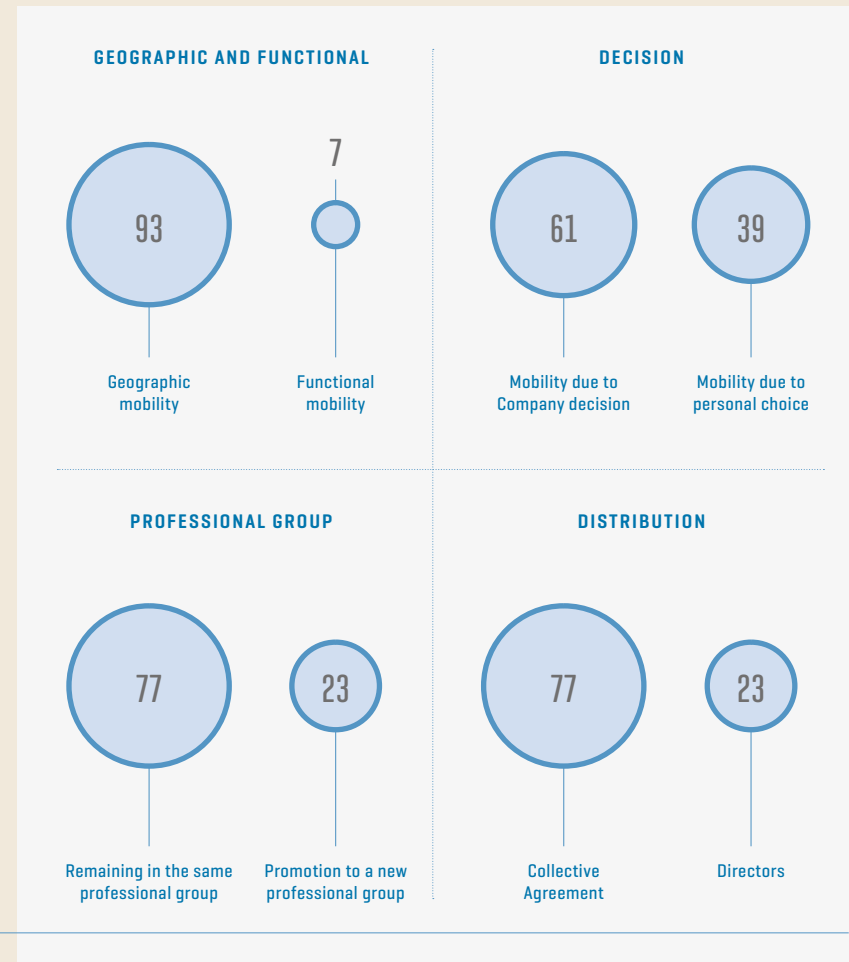 GEOGRAPHIC AND FUNCTIONAL
93
7
Geographic
mobility
Functional
mobility
DECISION
61
39
Mobility due to
Company decision
Mobility due to
personal choice
PROFESSIONAL GROUP
77
23
Remaining in the same
professional group
Promotion to a new
professional group
DISTRIBUTION
77
23
Collective
Agreement
Directors